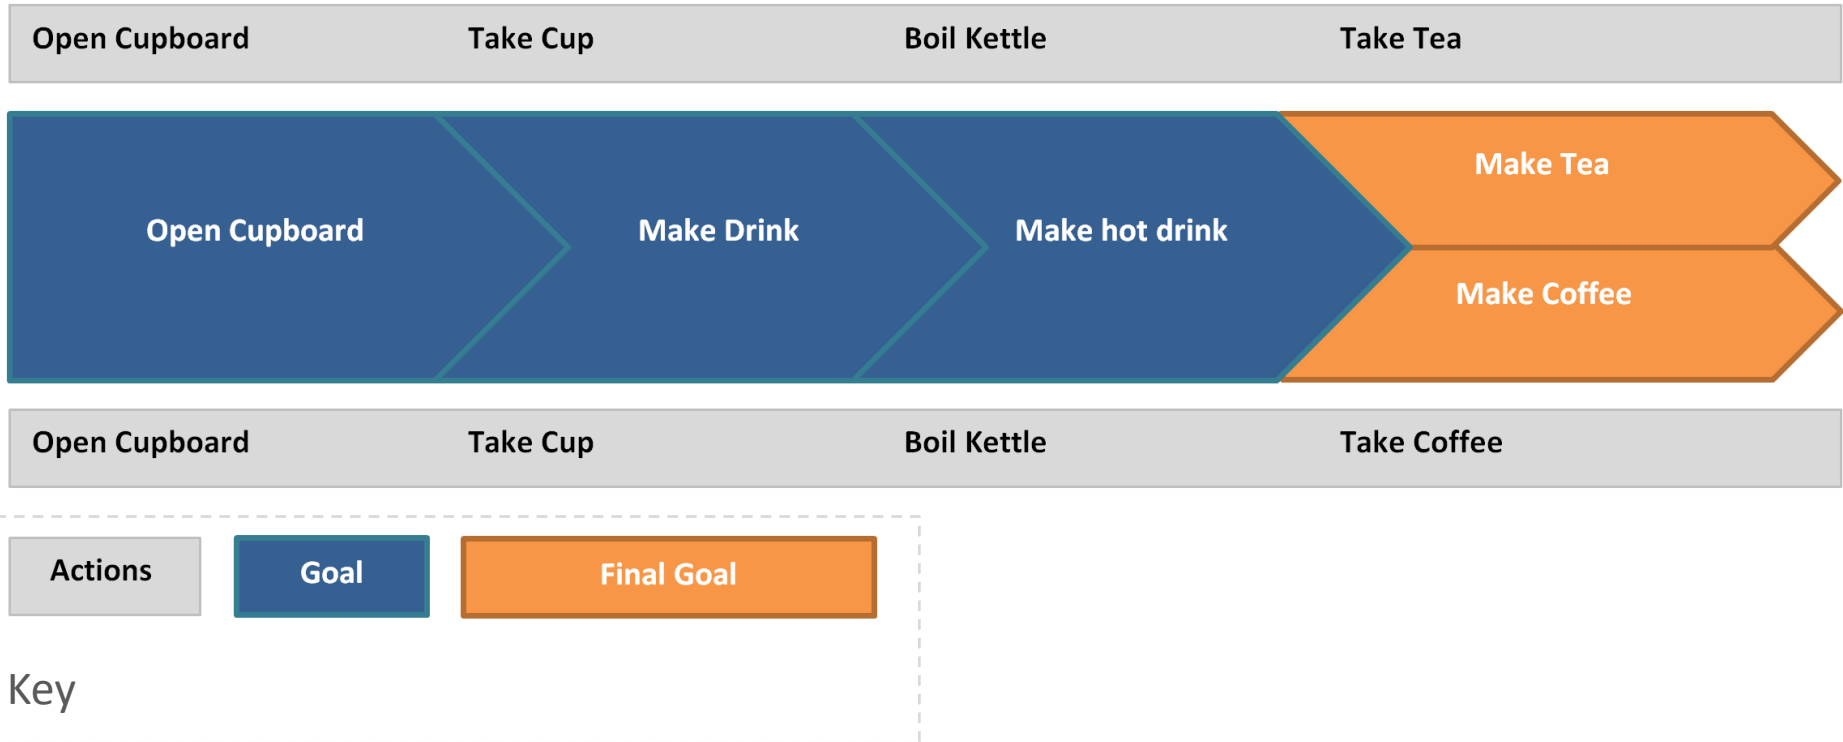 Open Cupboard Take Cup Boil Kettle Take Tea
Make Tea
Open Cupboard Make Drink Make hot drink
Make Coffee
Open Cupboard Take Cup Boil Kettle Take Coffee
Actions Goal Final Goal
Key